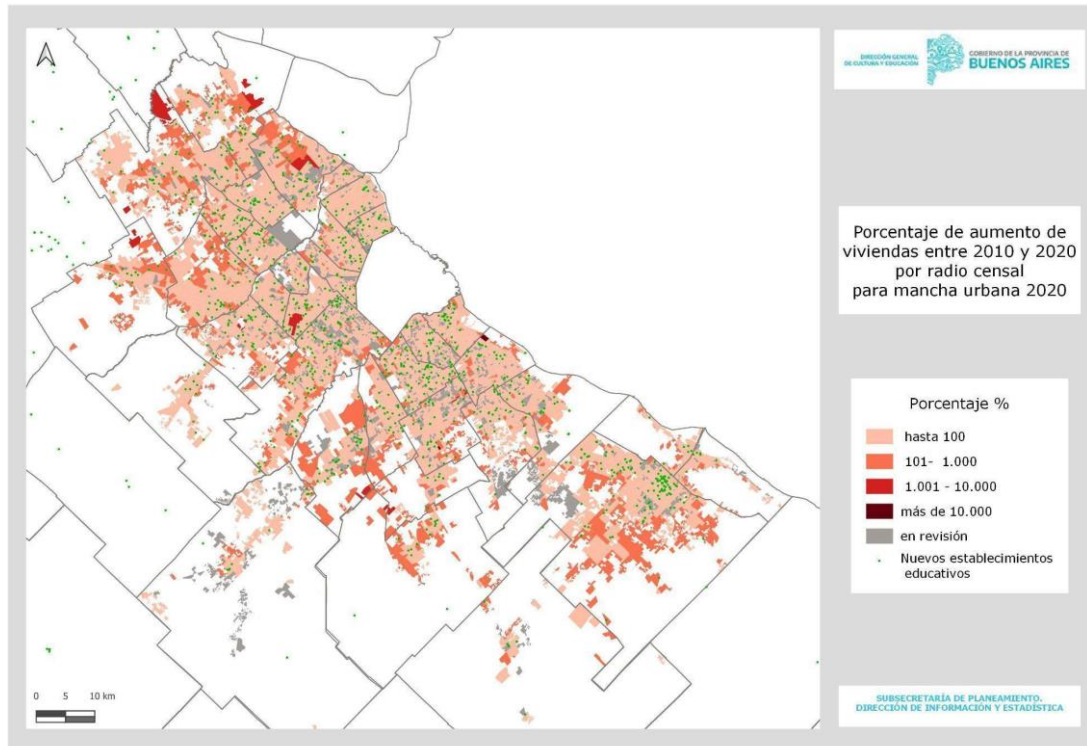 DIRECCIÓN GENERAL
DE CULTURA Y EDUCACIÓN
GOBIERNO DE LA PROVINCIA DE
BUENOS AIRES
Porcentaje de aumento de
viviendas entre 2010 y 2020
por radio censal
para mancha urbana 2020
Porcentaje %
hasta 100
101- 1.000
1.001 - 10.000
más de 10.000
en revisión
Nuevos establecimientos
educativos
0 5 10 km
SUBSECRETARÍA DE PLANEAMIENTO.
DIRECCIÓN DE INFORMACIÓN Y ESTADÍSTICA